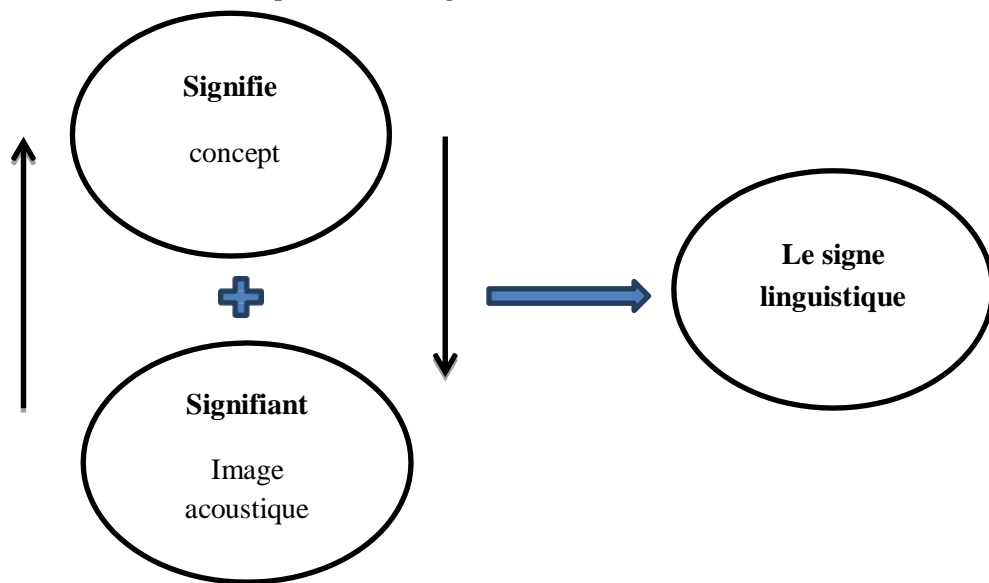 Signifie
concept
Signifiant
Image
acoustique
Le signe
linguistique